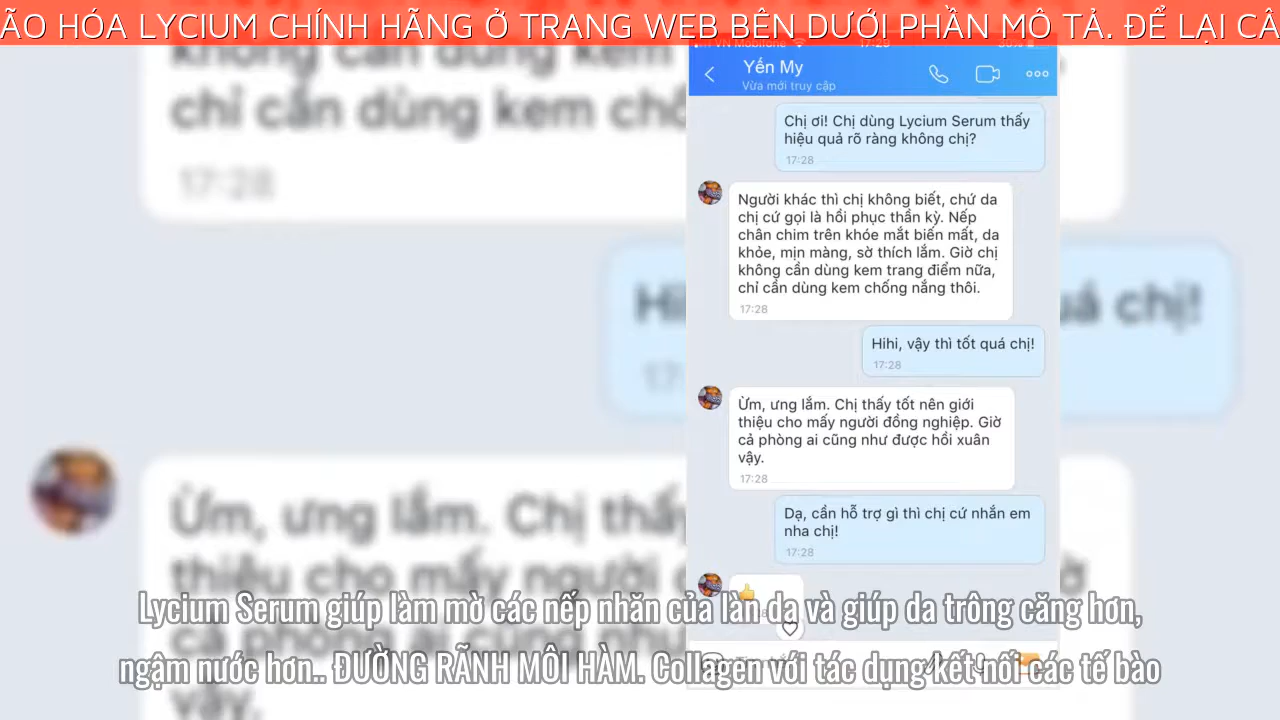 ÃO HÓA LYCIUM CHÍNH HÃNG Ở TRANG WEB BÊN DƯỚI PHẦN MÔ TẢ. ĐỂ LẠI CÂ
VN Mobifone
17:29
Yến My
Vừa mới truy cập
Chị ơi! Chị dùng Lycium Serum thấy
hiệu quả rõ ràng không chị?
17:28
Người khác thì chị không biết, chứ da
chị cứ gọi là hồi phục thần kỳ. Nếp
chân chim trên khóe mắt biến mất, da
khỏe, mịn màng, sờ thích lắm. Giờ chị
không cần dùng kem trang điểm nữa,
chỉ cần dùng kem chống nắng thôi.
17:28
Hihi, vậy thì tốt quá chị!
17:28
Ừm, ưng lắm. Chị thấy tốt nên giới
thiệu cho mấy người đồng nghiệp. Giờ
cả phòng ai cũng như được hồi xuân
vậy.
17:28
Dạ, cần hỗ trợ gì thì chị cứ nhắn em
nha chị!
17:28
Lycium Serum giúp làm mờ các nếp nhăn của làn da và giúp da trông căng hơn,
ngậm nước hơn.. ĐƯỜNG RÃNH MÔI HÀM. Collagen với tác dụng kết nối các tế bào